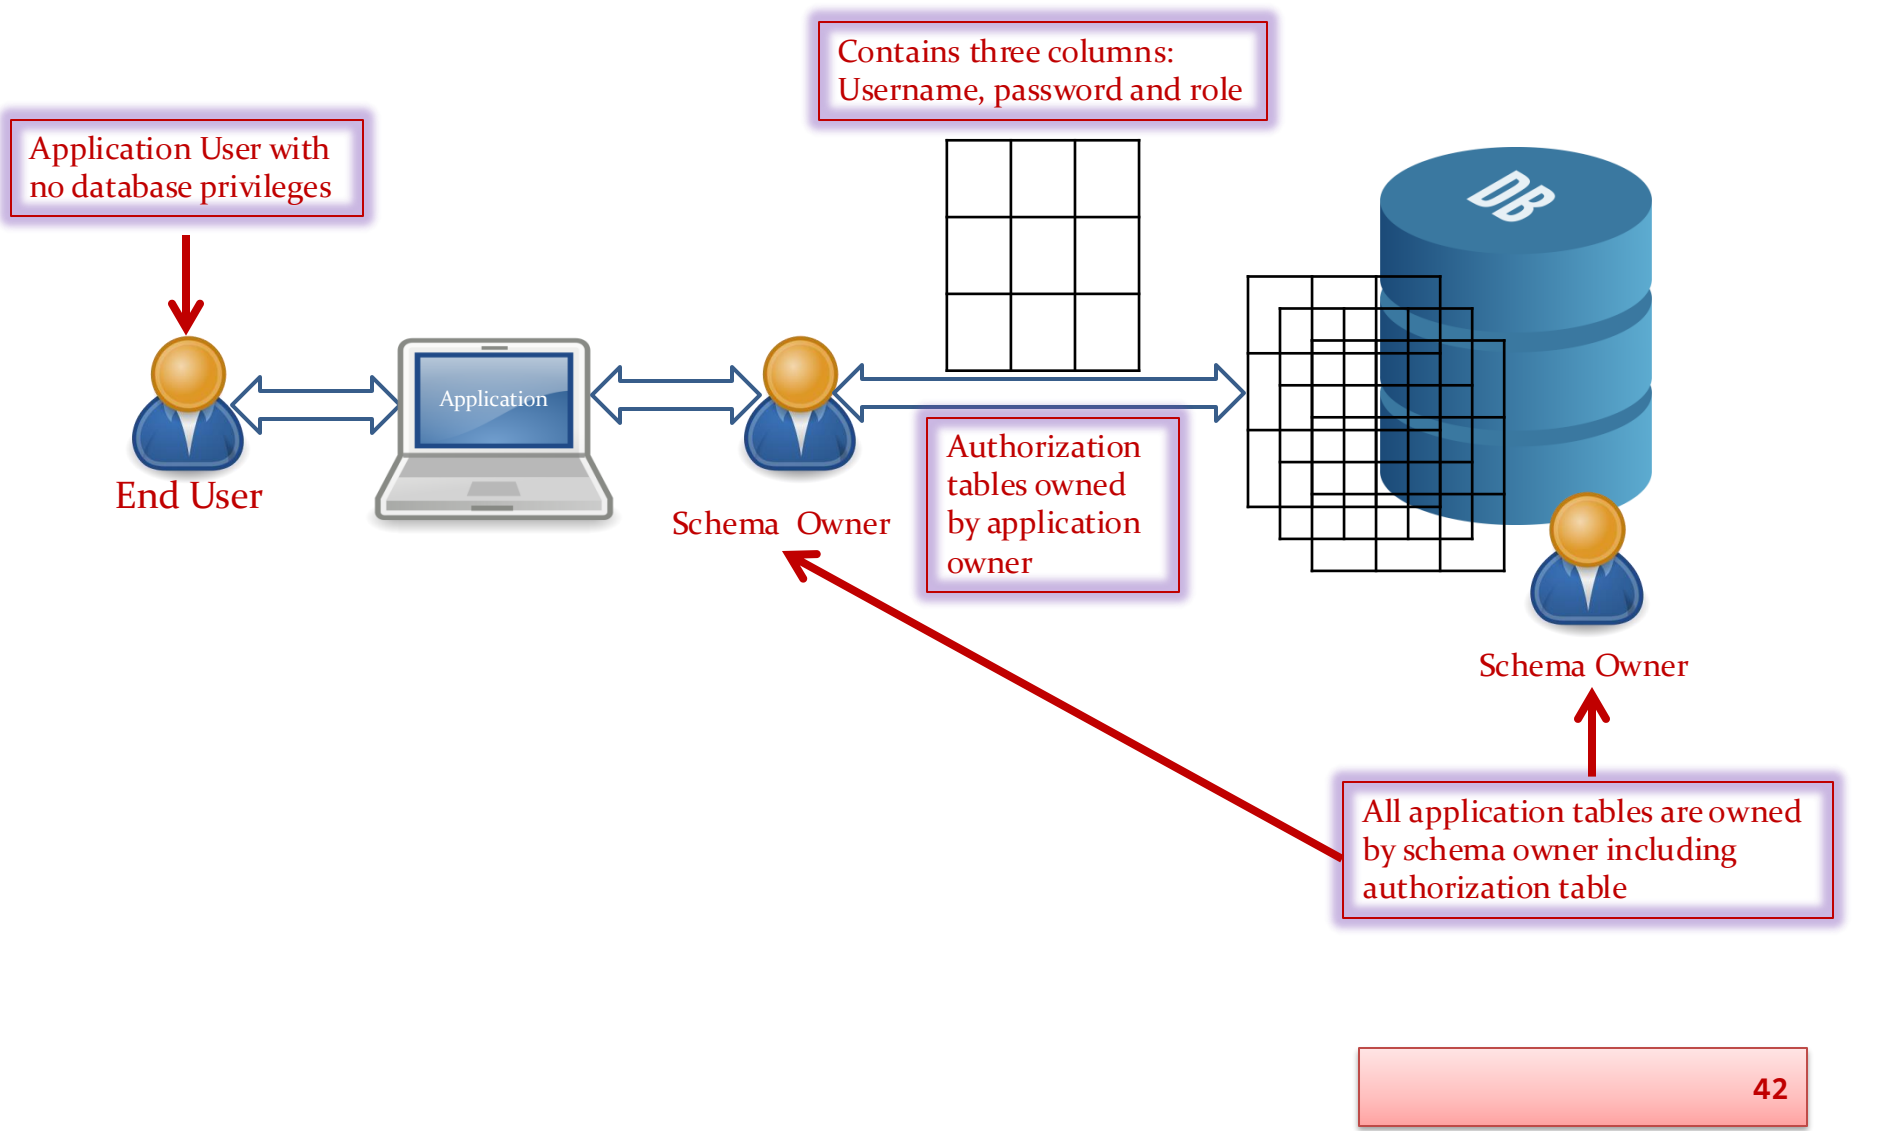 Contains three columns:
Username, password and role
Application User with
no database privileges
DB
Application
End User
Schema Owner
Authorization
tables owned
by application
owner
Schema Owner
All application tables are owned
by schema owner including
authorization table
42